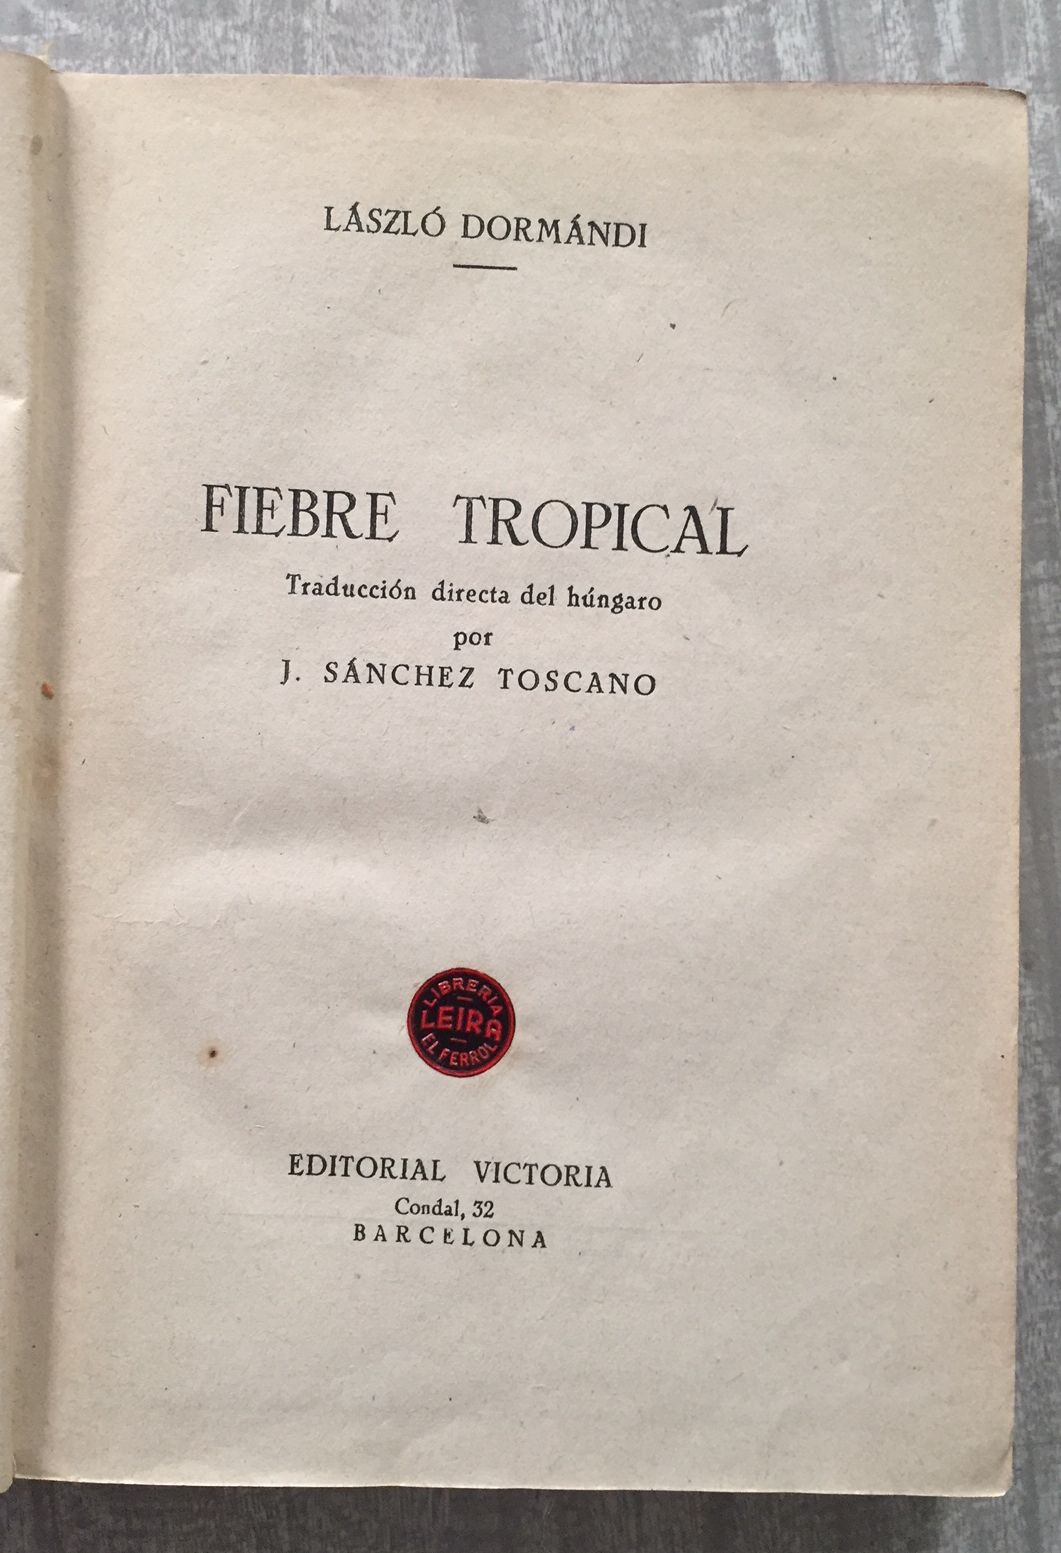 LÁSZLÓ DORMÁNDI
FIEBRE TROPICAL
Traducción directa del húngaro
por
J. SÁNCHEZ TOSCANO
LIBRERIA
LEIRA
EL FERROL
EDITORIAL VICTORIA
Condal, 32
BARCELONA